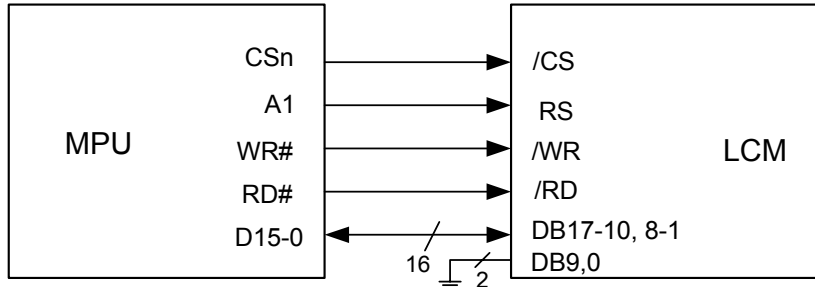 CSn
/CS
A1
RS
MPU
WR#
/WR
LCM
RD#
/RD
D15-0
16
DB17-10, 8-1
2
DB9,0